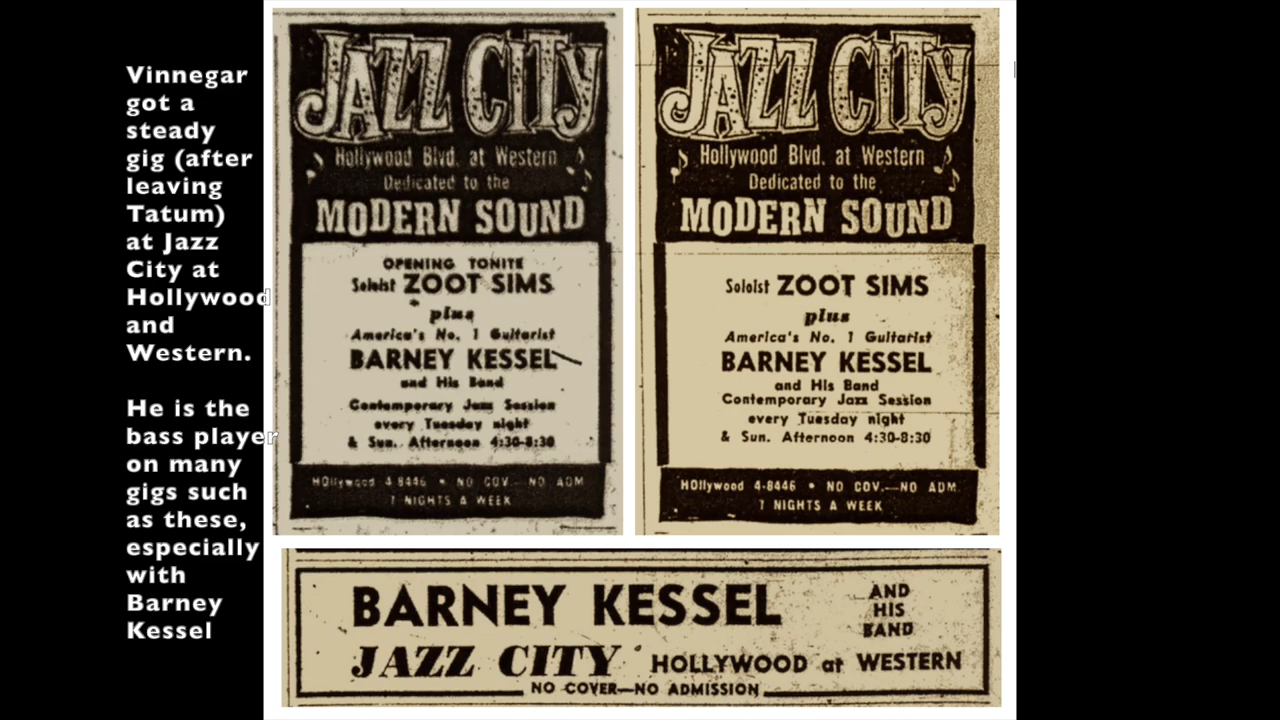 Vinnegar
got a
steady
gig (after
leaving
Tatum)
at Jazz
City at
Hollywood
and
Western.
He is the
bass player
on many
gigs such
as these,
especially
with
Barney
Kessel
JAZZ CITY
Hollywood Blvd. at Western
Dedicated to the
MODERN SOUND
OPENING TONITE
Soloist ZOOT SIMS
plus
America's No. 1 Guitarist
BARNEY KESSEL
and His Band
Contemporary Jazz Session
every Tuesday night
& Sun. Afternoon 4:30-8:30
HOllywood 4-8446 • NO COV.—NO ADM
7 NIGHTS A WEEK
JAZZ CITY
Hollywood Blvd. at Western
Dedicated to the
MODERN SOUND
Soloist ZOOT SIMS
plus
America's No. 1 Guitarist
BARNEY KESSEL
and His Band
Contemporary Jazz Session
every Tuesday night
& Sun. Afternoon 4:30-8:30
HOllywood 4-8446 • NO COV.—NO ADM.
7 NIGHTS A WEEK
BARNEY KESSEL AND HIS BAND
JAZZ CITY HOLLYWOOD at WESTERN
NO COVER—NO ADMISSION